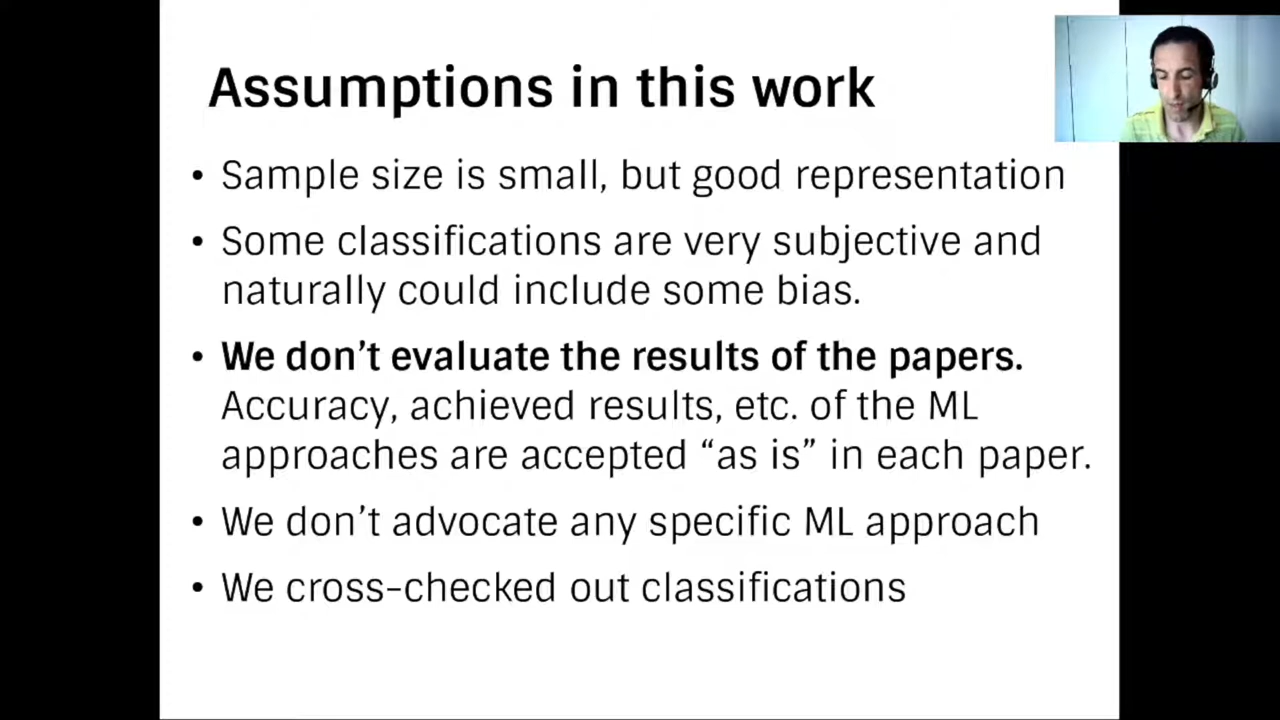 Assumptions in this work
• Sample size is small, but good representation
• Some classifications are very subjective and
naturally could include some bias.
• We don’t evaluate the results of the papers.
Accuracy, achieved results, etc. of the ML
approaches are accepted “as is” in each paper.
• We don’t advocate any specific ML approach
• We cross-checked out classifications